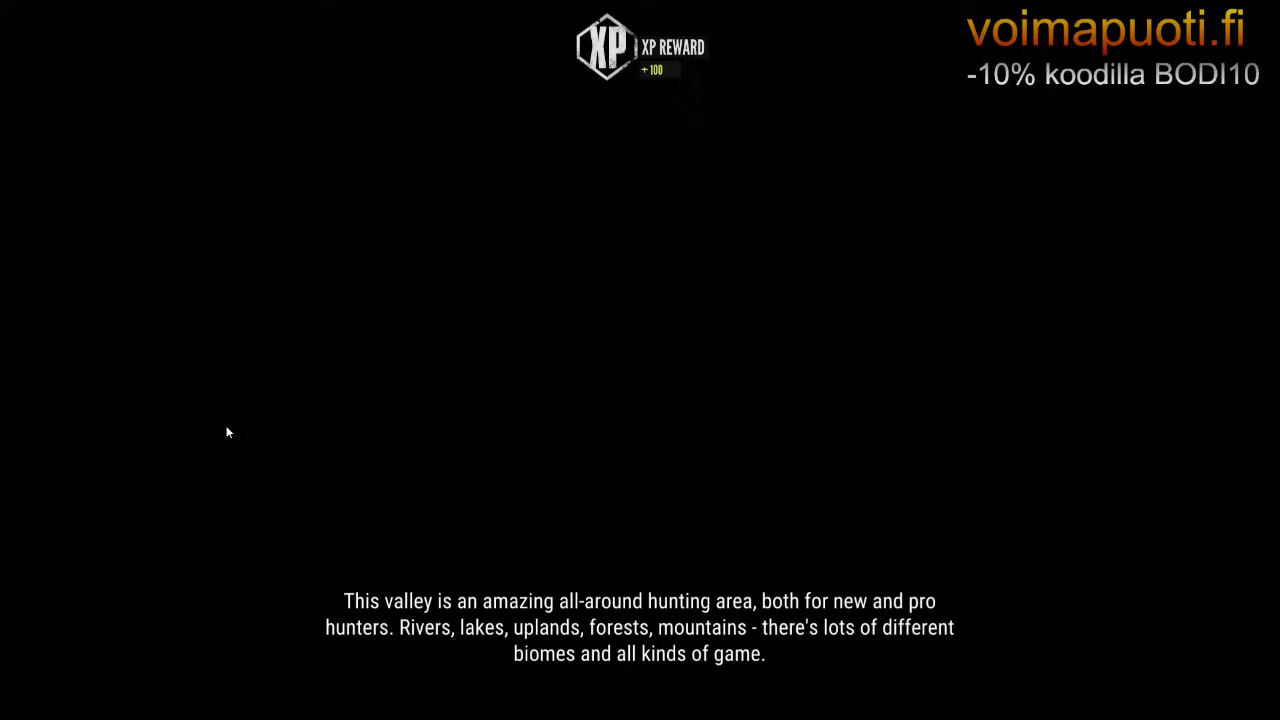 XP
XP REWARD
+100
voimapuoti.fi
-10% koodilla BODI10
This valley is an amazing all-around hunting area, both for new and pro
hunters. Rivers, lakes, uplands, forests, mountains - there's lots of different
biomes and all kinds of game.